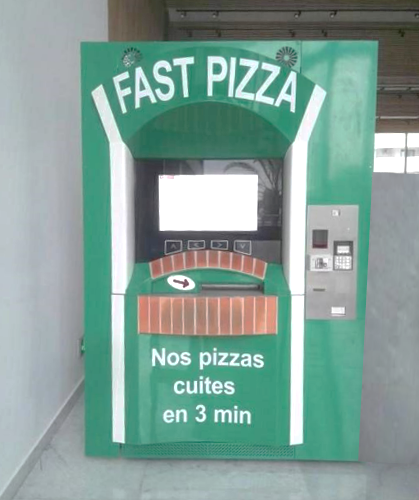 FAST PIZZA
Nos pizzas
cuites
en 3 min